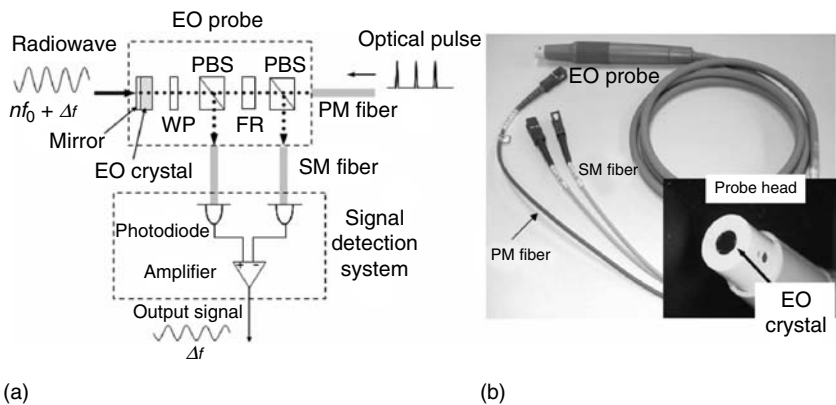 EO probe
Radiowave
PBS
PBS
Optical pulse
nf₀ + Δf
WP
FR
PM fiber
Mirror
EO crystal
SM fiber
Photodiode
Signal
detection
system
Amplifier
+ −
Output signal
Δf
(a)
EO probe
SM fiber
Probe head
PM fiber
EO
crystal
(b)